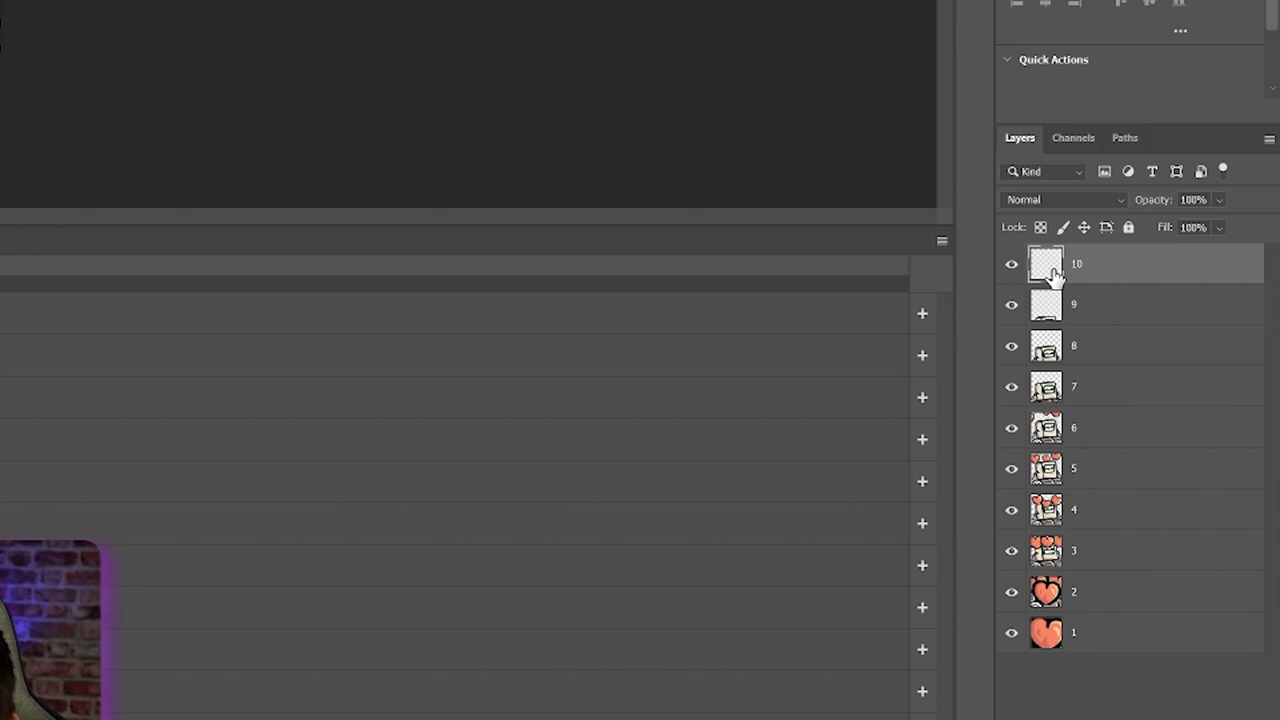 Quick Actions
Layers Channels Paths
Kind
Normal Opacity: 100%
Lock: Fill: 100%
10
9
8
7
6
5
4
3
2
1